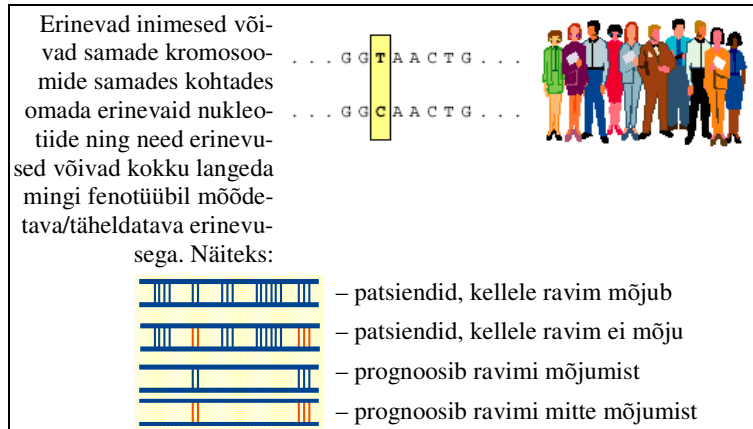 Erinevad inimesed või-
vad samade kromosoo-
mide samades kohtades
omada erinevaid nukleo-
tiide ning need erinevu-
sed võivad kokku langeda
mingi fenotüübil mõõde-
tava/täheldatava erinevu-
sega. Näiteks:
. . . G G T A A C T G . . .
. . . G G C A A C T G . . .
– patsiendid, kellele ravim mõjub
– patsiendid, kellele ravim ei mõju
– prognoosib ravimi mõjumist
– prognoosib ravimi mitte mõjumist